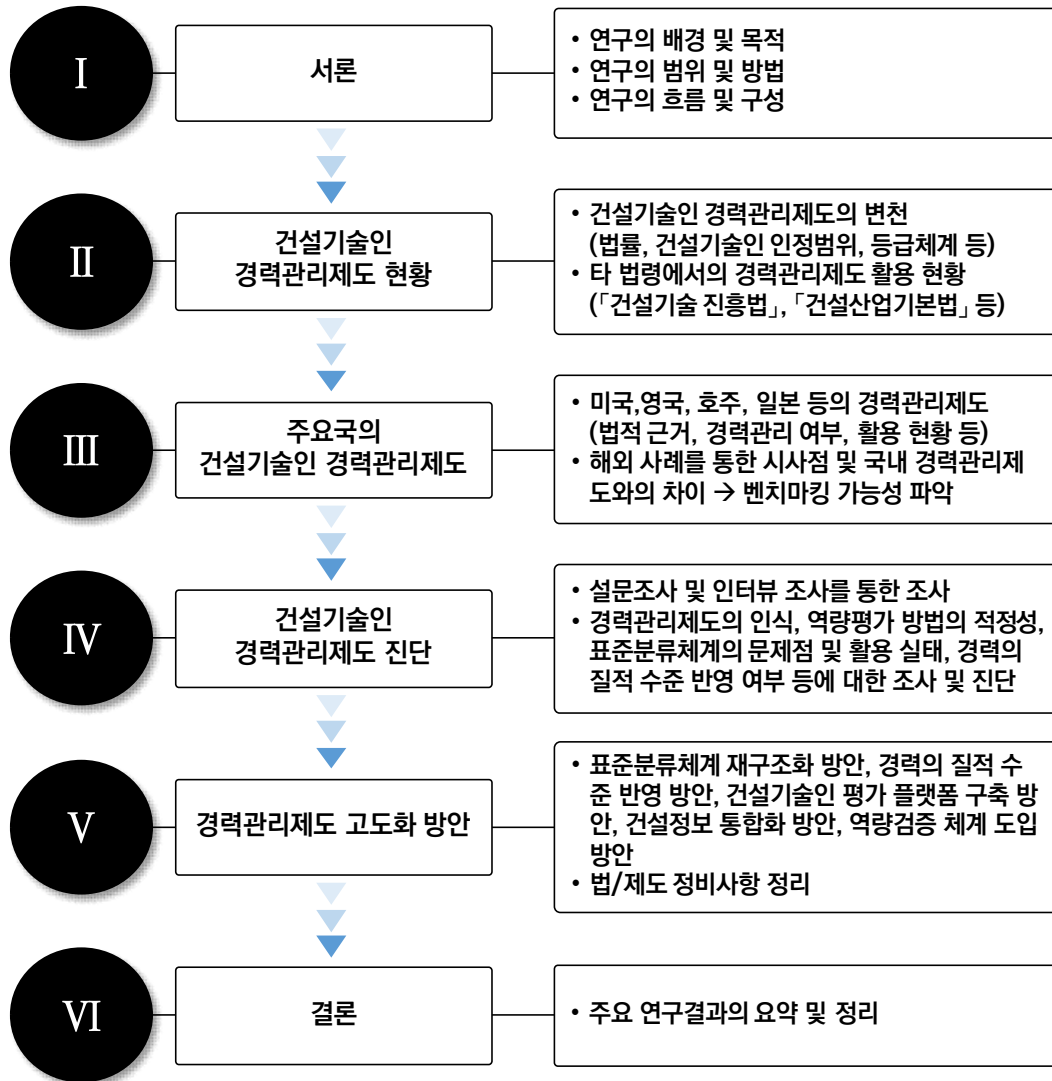 Ⅰ
서론
• 연구의 배경 및 목적
• 연구의 범위 및 방법
• 연구의 흐름 및 구성
Ⅱ
건설기술인
경력관리제도 현황
• 건설기술인 경력관리제도의 변천
(법률, 건설기술인 인정범위, 등급체계 등)
• 타 법령에서의 경력관리제도 활용 현황
(「건설기술 진흥법」, 「건설산업기본법」 등)
Ⅲ
주요국의
건설기술인 경력관리제도
• 미국,영국, 호주, 일본 등의 경력관리제도
(법적 근거, 경력관리 여부, 활용 현황 등)
• 해외 사례를 통한 시사점 및 국내 경력관리제
도와의 차이 → 벤치마킹 가능성 파악
Ⅳ
건설기술인
경력관리제도 진단
• 설문조사 및 인터뷰 조사를 통한 조사
• 경력관리제도의 인식, 역량평가 방법의 적정성,
표준분류체계의 문제점 및 활용 실태, 경력의
질적 수준 반영 여부 등에 대한 조사 및 진단
Ⅴ
경력관리제도 고도화 방안
• 표준분류체계 재구조화 방안, 경력의 질적 수
준 반영 방안, 건설기술인 평가 플랫폼 구축 방
안, 건설정보 통합화 방안, 역량검증 체계 도입
방안
• 법/제도 정비사항 정리
Ⅵ
결론
• 주요 연구결과의 요약 및 정리